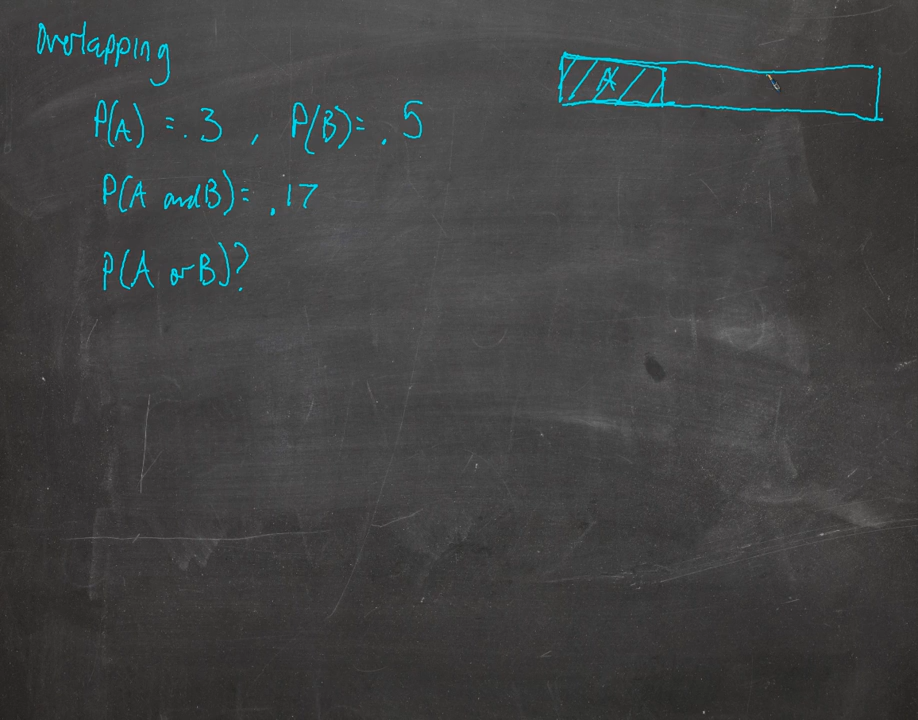 Overlapping
P(A) = .3 , P(B) = .5
P(A and B) = .17
P(A or B)?
A